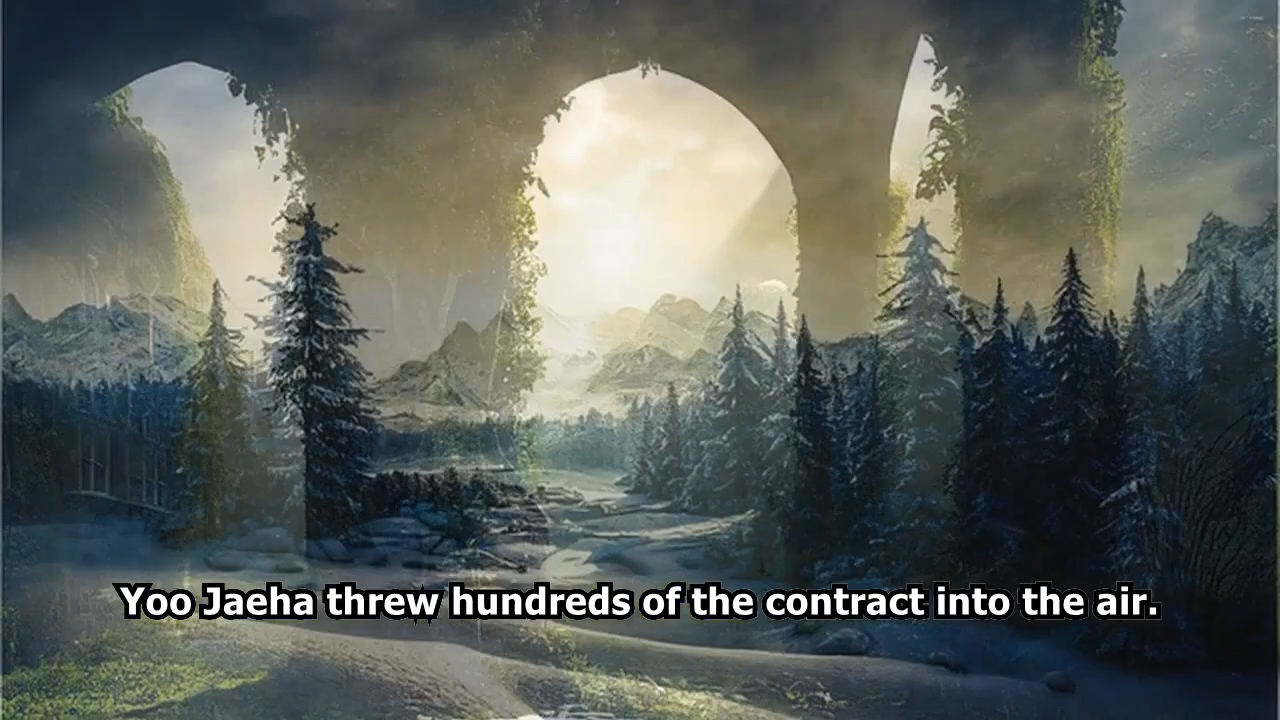 Yoo Jaeha threw hundreds of the contract into the air.